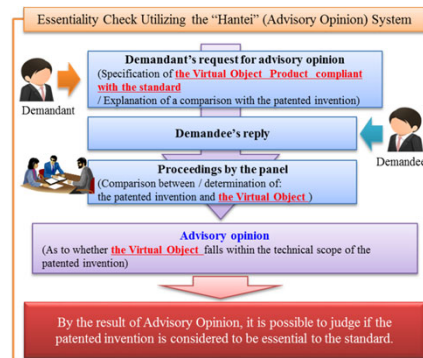 Essentiality Check Utilizing the “Hantei” (Advisory Opinion) System
Demandant's request for advisory opinion
(Specification of the Virtual Object Product compliant
with the standard
/ Explanation of a comparison with the patented invention)
Demandant
Demandee's reply
Demandee
Proceedings by the panel
(Comparison between / determination of:
the patented invention and the Virtual Object )
Advisory opinion
(As to whether the Virtual Object falls within the technical scope of the
patented invention)
By the result of Advisory Opinion, it is possible to judge if the
patented invention is considered to be essential to the standard.